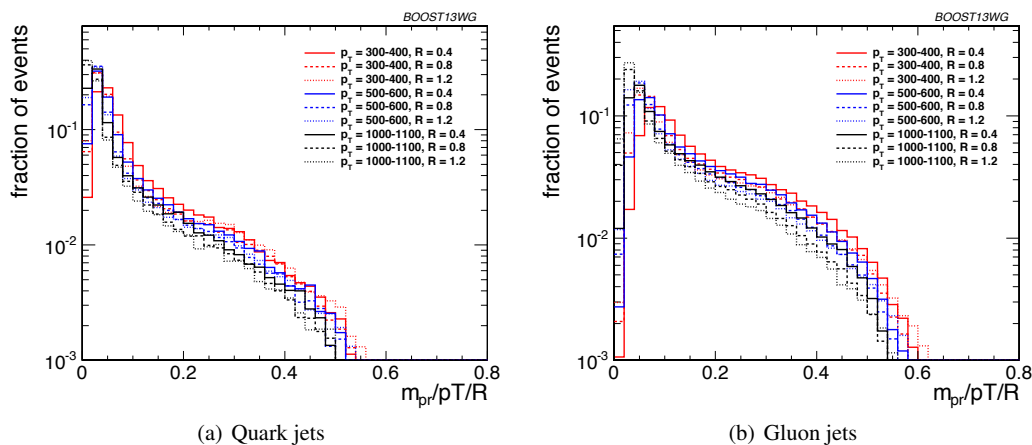 BOOST13WG
fraction of events
p_T = 300-400, R = 0.4
p_T = 300-400, R = 0.8
p_T = 300-400, R = 1.2
p_T = 500-600, R = 0.4
p_T = 500-600, R = 0.8
p_T = 500-600, R = 1.2
p_T = 1000-1100, R = 0.4
p_T = 1000-1100, R = 0.8
p_T = 1000-1100, R = 1.2
10^-1
10^-2
10^-3
0 0.2 0.4 0.6 0.8
m_pr/pT/R
(a) Quark jets
BOOST13WG
fraction of events
p_T = 300-400, R = 0.4
p_T = 300-400, R = 0.8
p_T = 300-400, R = 1.2
p_T = 500-600, R = 0.4
p_T = 500-600, R = 0.8
p_T = 500-600, R = 1.2
p_T = 1000-1100, R = 0.4
p_T = 1000-1100, R = 0.8
p_T = 1000-1100, R = 1.2
10^-1
10^-2
10^-3
0 0.2 0.4 0.6 0.8
m_pr/pT/R
(b) Gluon jets